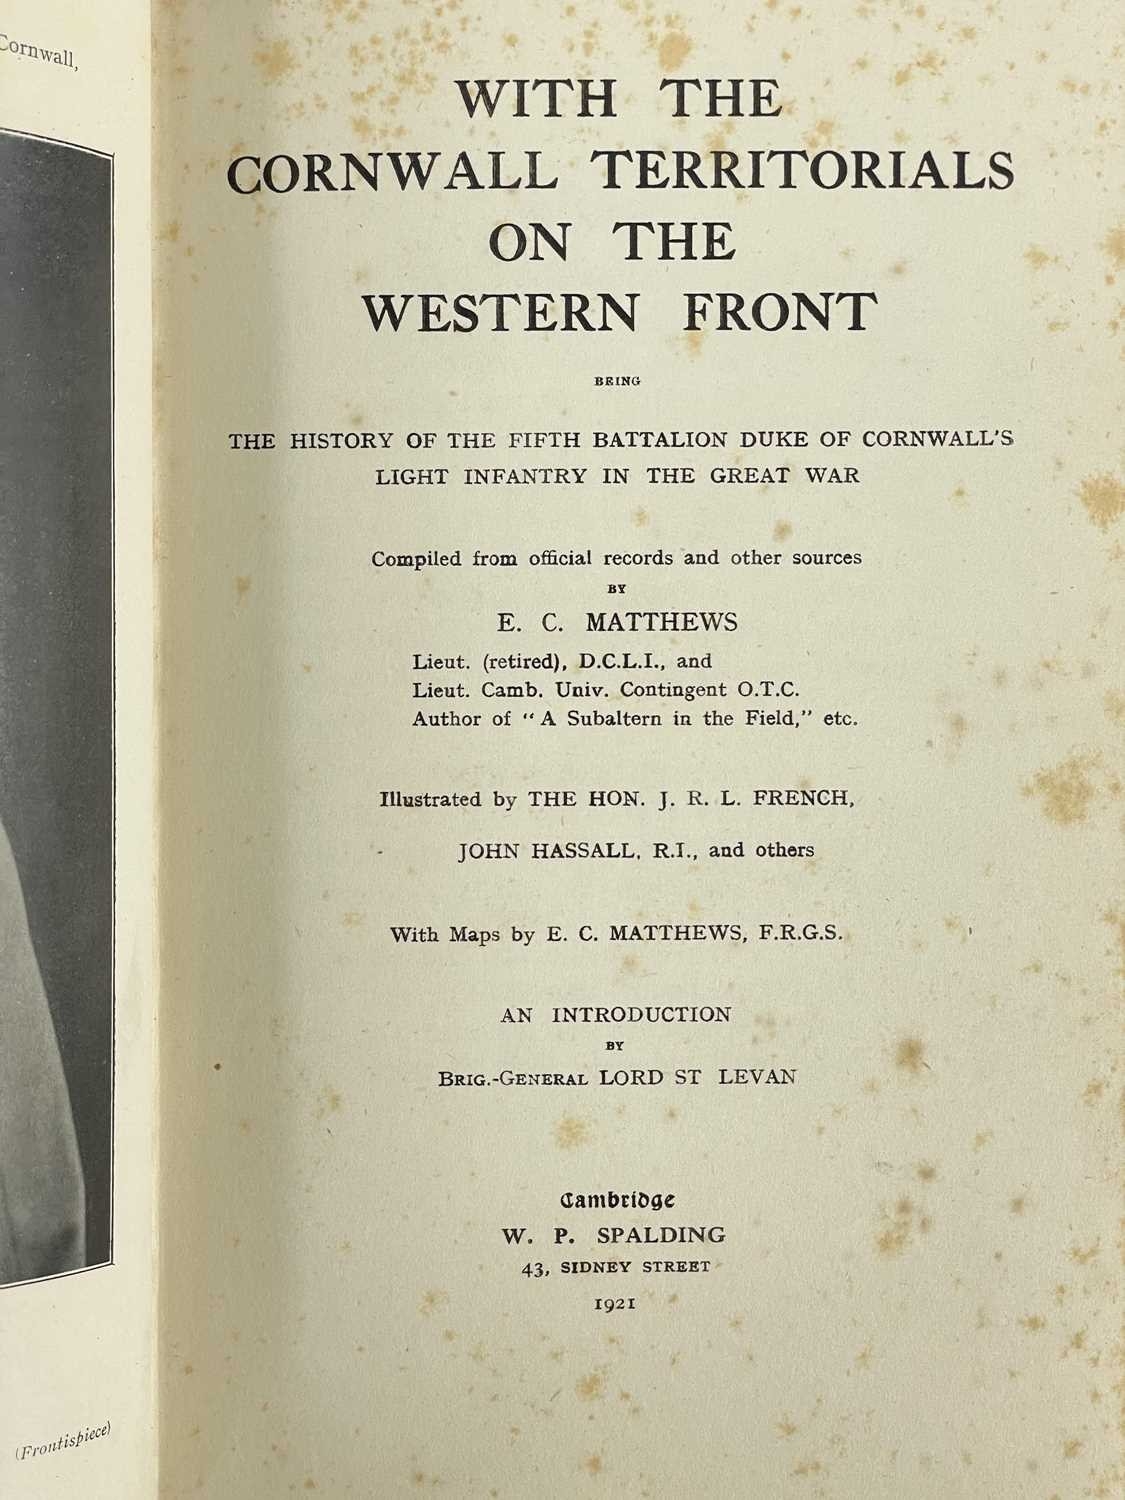 Cornwall,
(Frontispiece)
WITH THE
CORNWALL TERRITORIALS
ON THE
WESTERN FRONT
BEING
THE HISTORY OF THE FIFTH BATTALION DUKE OF CORNWALL'S
LIGHT INFANTRY IN THE GREAT WAR
Compiled from official records and other sources
BY
E. C. MATTHEWS
Lieut. (retired), D.C.L.I., and
Lieut. Camb. Univ. Contingent O.T.C.
Author of "A Subaltern in the Field," etc.
Illustrated by THE HON. J. R. L. FRENCH,
JOHN HASSALL, R.I., and others
With Maps by E. C. MATTHEWS, F.R.G.S.
AN INTRODUCTION
BY
BRIG.-GENERAL LORD ST LEVAN
Cambridge
W. P. SPALDING
43, SIDNEY STREET
1921